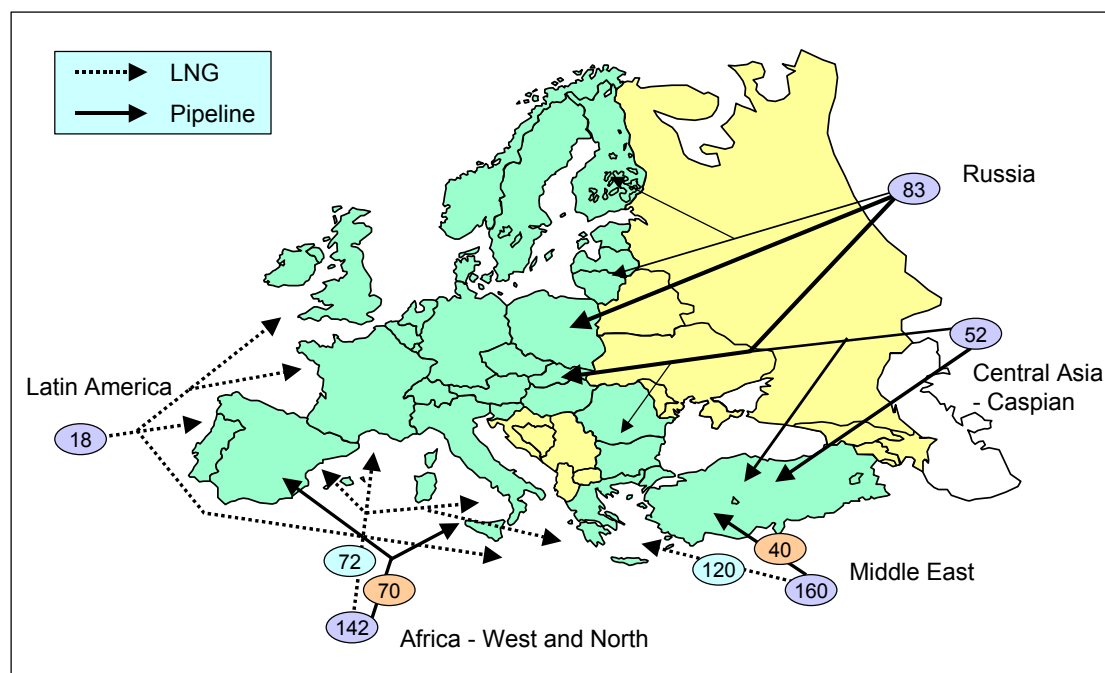 LNG
Pipeline
83
Russia
52
Central Asia
- Caspian
Latin America
18
72
70
142
Africa - West and North
40
120
160
Middle East